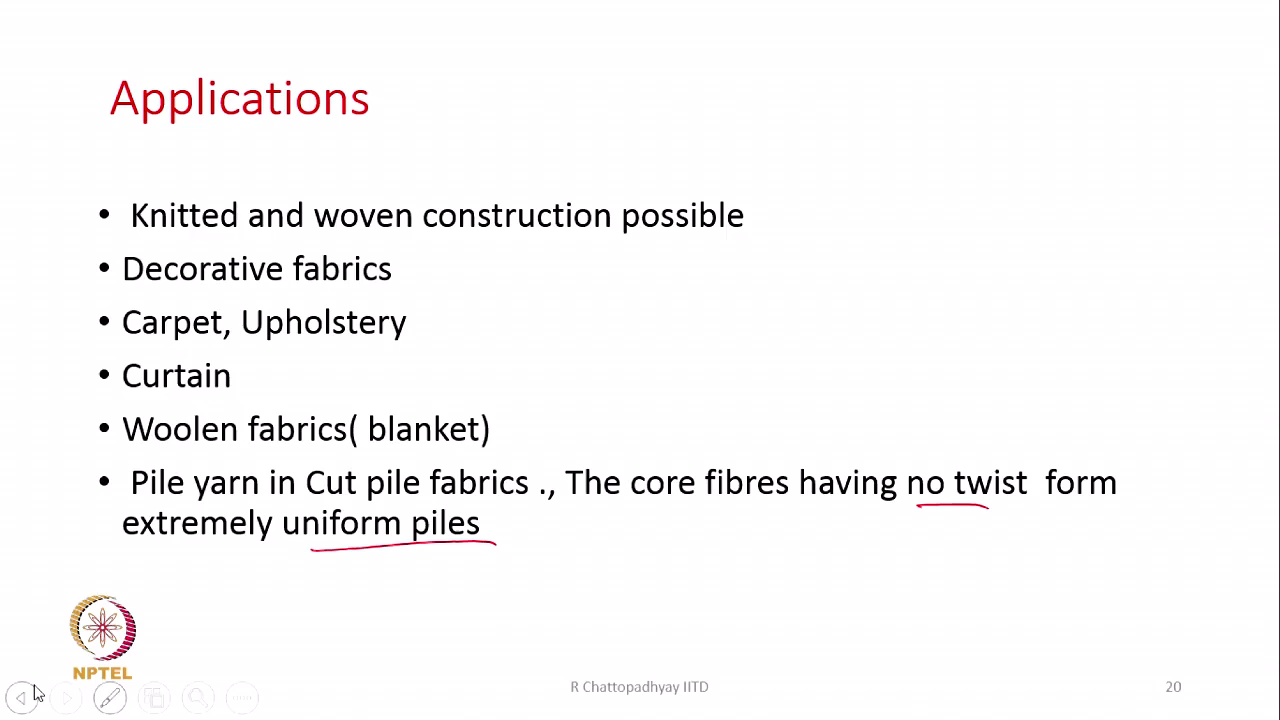 Applications
• Knitted and woven construction possible
• Decorative fabrics
• Carpet, Upholstery
• Curtain
• Woolen fabrics( blanket)
• Pile yarn in Cut pile fabrics ., The core fibres having no twist form
extremely uniform piles
NPTEL
R Chattopadhyay IITD
20